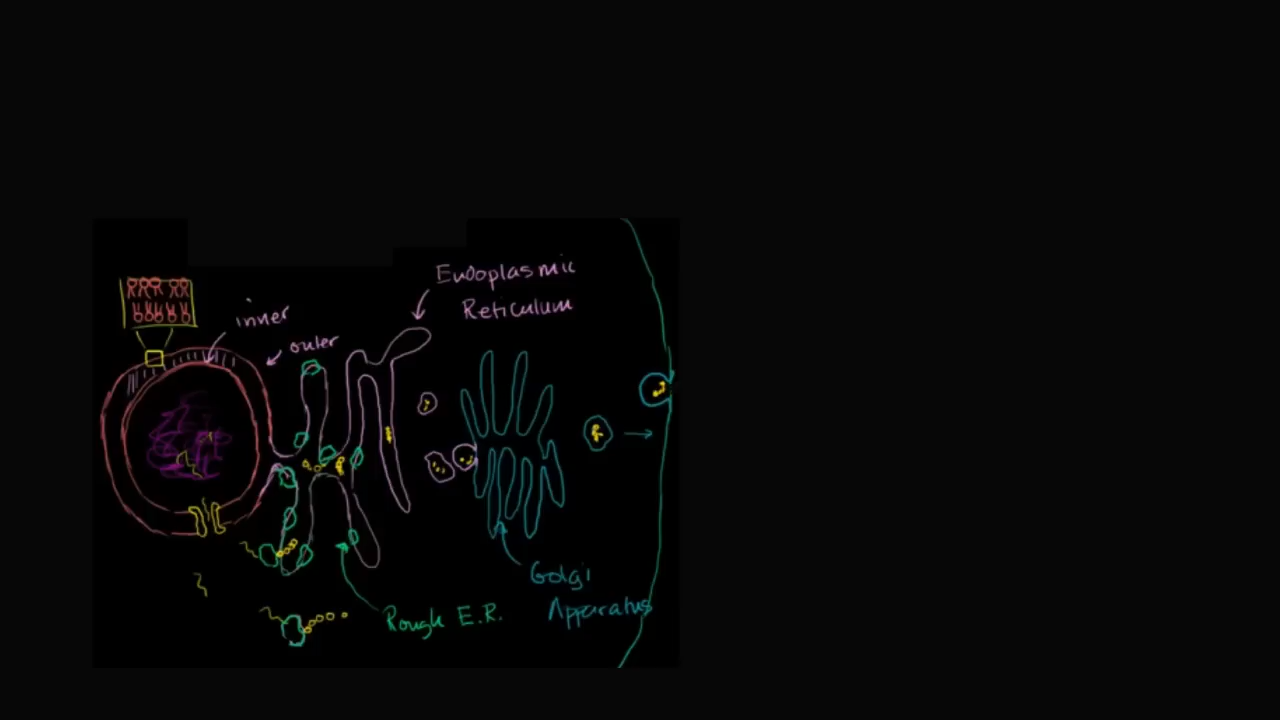 Endoplasmic
Reticulum
inner
outer
Golgi
Apparatus
Rough E.R.